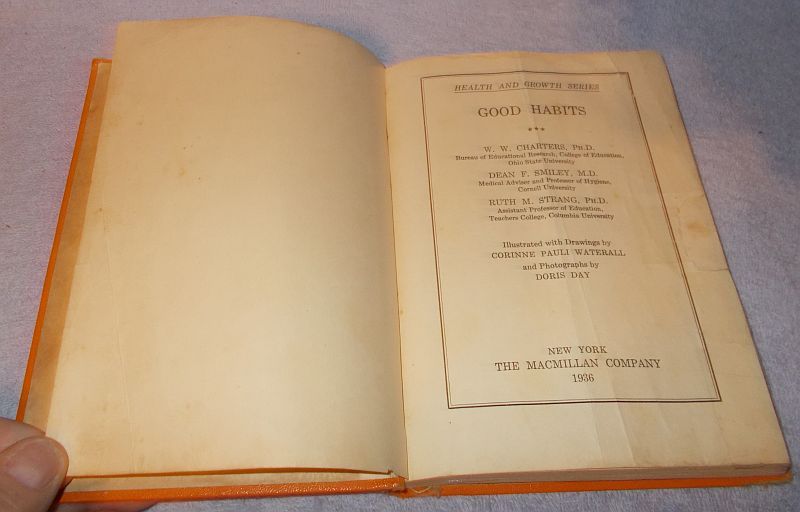 HEALTH AND GROWTH SERIES
GOOD HABITS
***
W. W. CHARTERS, PH.D.
Bureau of Educational Research, College of Education,
Ohio State University
DEAN F. SMILEY, M.D.
Medical Adviser and Professor of Hygiene,
Cornell University
RUTH M. STRANG, PH.D.
Assistant Professor of Education,
Teachers College, Columbia University
Illustrated with Drawings by
CORINNE PAULI WATERALL
and Photographs by
DORIS DAY
NEW YORK
THE MACMILLAN COMPANY
1936